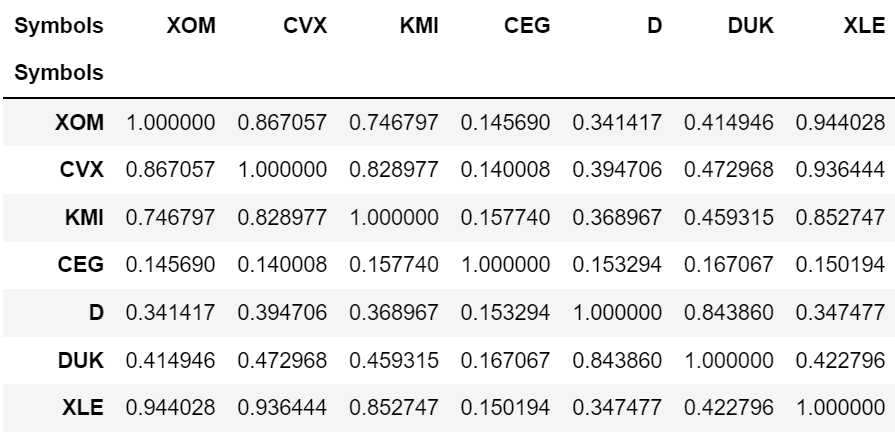 Symbols XOM CVX KMI CEG D DUK XLE
Symbols
XOM 1.000000 0.867057 0.746797 0.145690 0.341417 0.414946 0.944028
CVX 0.867057 1.000000 0.828977 0.140008 0.394706 0.472968 0.936444
KMI 0.746797 0.828977 1.000000 0.157740 0.368967 0.459315 0.852747
CEG 0.145690 0.140008 0.157740 1.000000 0.153294 0.167067 0.150194
D 0.341417 0.394706 0.368967 0.153294 1.000000 0.843860 0.347477
DUK 0.414946 0.472968 0.459315 0.167067 0.843860 1.000000 0.422796
XLE 0.944028 0.936444 0.852747 0.150194 0.347477 0.422796 1.000000